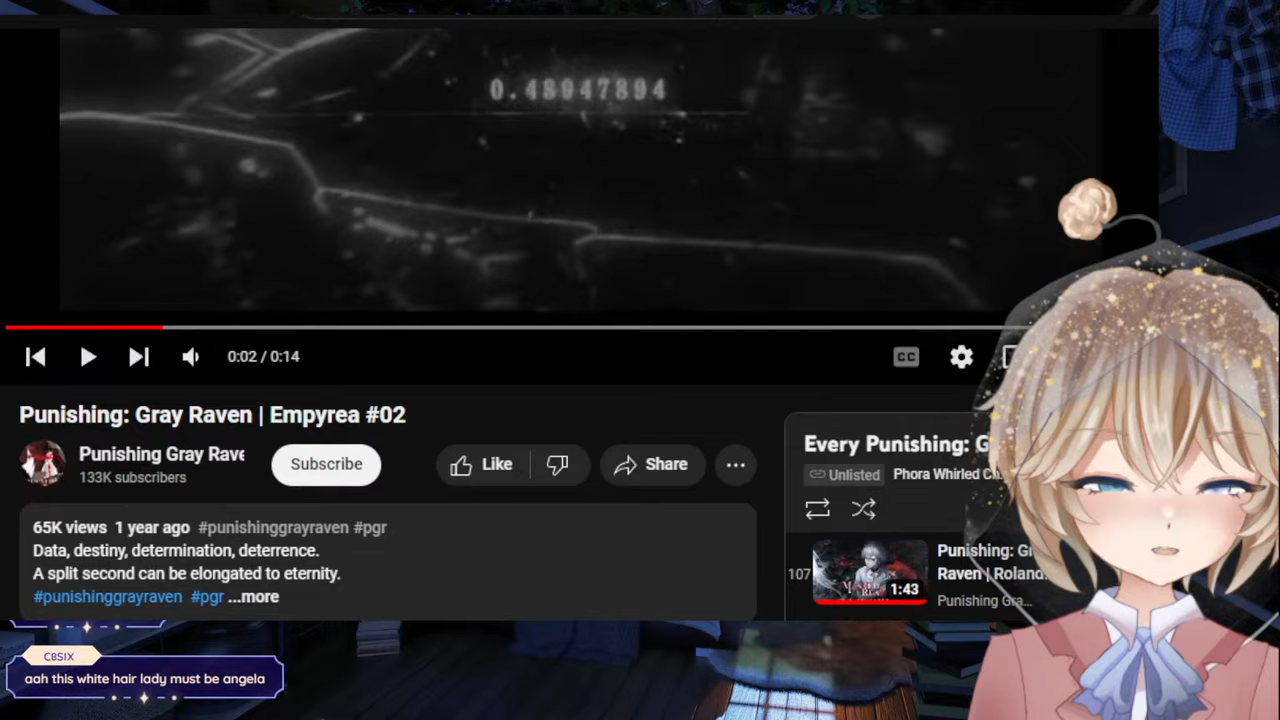 0.48947894
0:02 / 0:14
CC
Punishing: Gray Raven | Empyrea #02
Punishing Gray Rave
133K subscribers
Subscribe
Like
Share
65K views 1 year ago #punishinggrayraven #pgr
Data, destiny, determination, deterrence.
A split second can be elongated to eternity.
#punishinggrayraven #pgr ...more
Every Punishing: G
Unlisted
Phora Whirled C...
107
1:43
Punishing: Gr
Raven | Roland
Punishing Gra...
C8SIX
aah this white hair lady must be angela